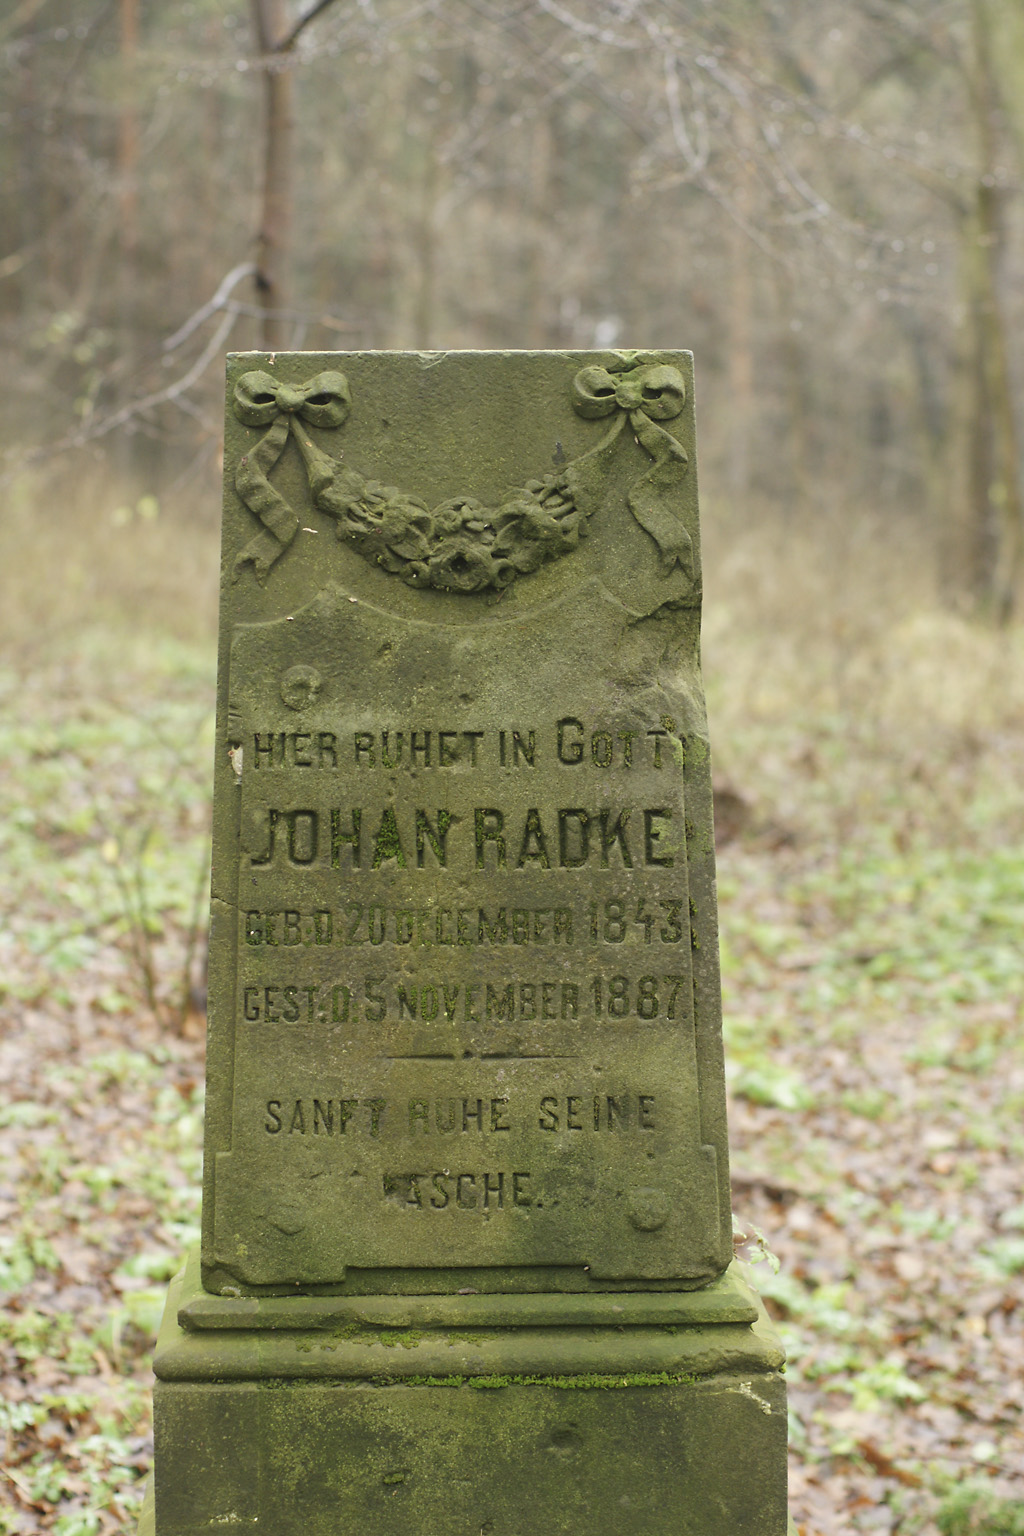 HIER RUHET IN GOTT
JOHAN RADKE
GEB. D. 20 DECEMBER 1843
GEST. D. 5 NOVEMBER 1887.
SANFT RUHE SEINE
ASCHE.